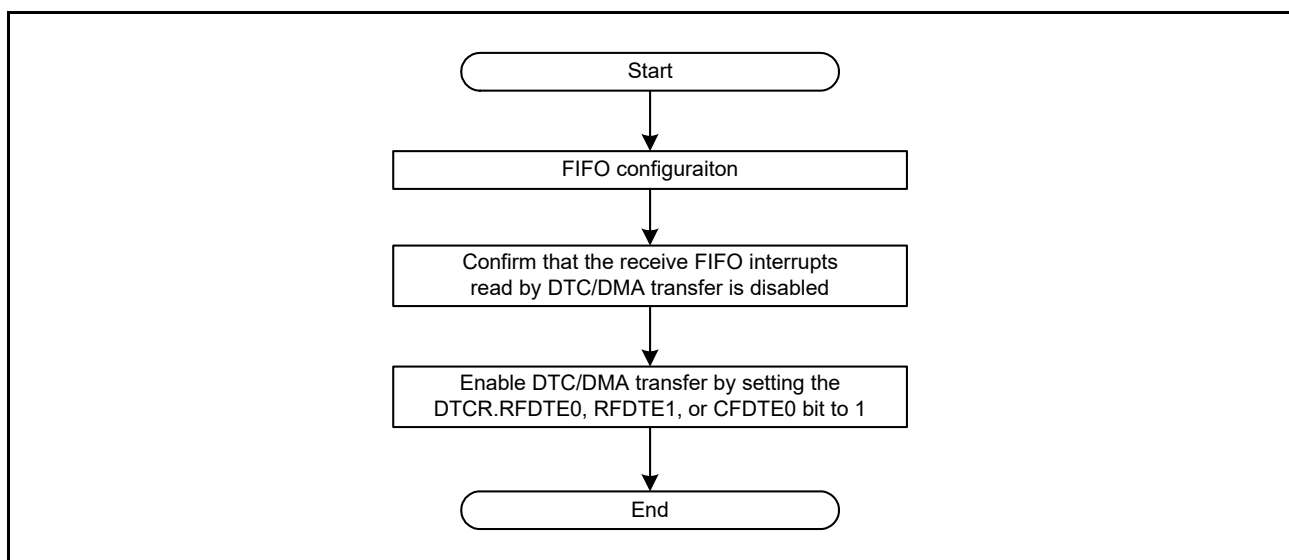 Start
FIFO configuraiton
Confirm that the receive FIFO interrupts
read by DTC/DMA transfer is disabled
Enable DTC/DMA transfer by setting the
DTCR.RFDTE0, RFDTE1, or CFDTE0 bit to 1
End